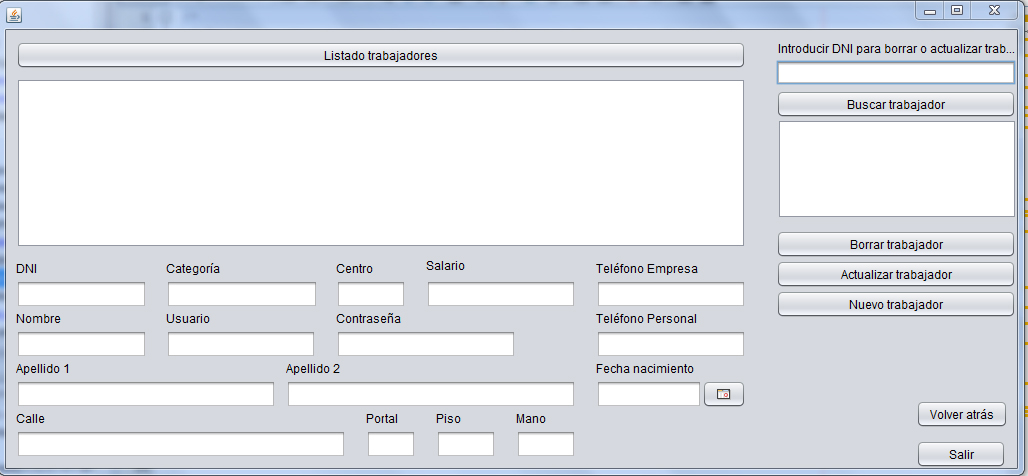 Listado trabajadores
Introducir DNI para borrar o actualizar trab...
Buscar trabajador
Borrar trabajador
Actualizar trabajador
Nuevo trabajador
DNI Categoría Centro Salario Teléfono Empresa
Nombre Usuario Contraseña Teléfono Personal
Apellido 1 Apellido 2 Fecha nacimiento
Calle Portal Piso Mano
Volver atrás
Salir